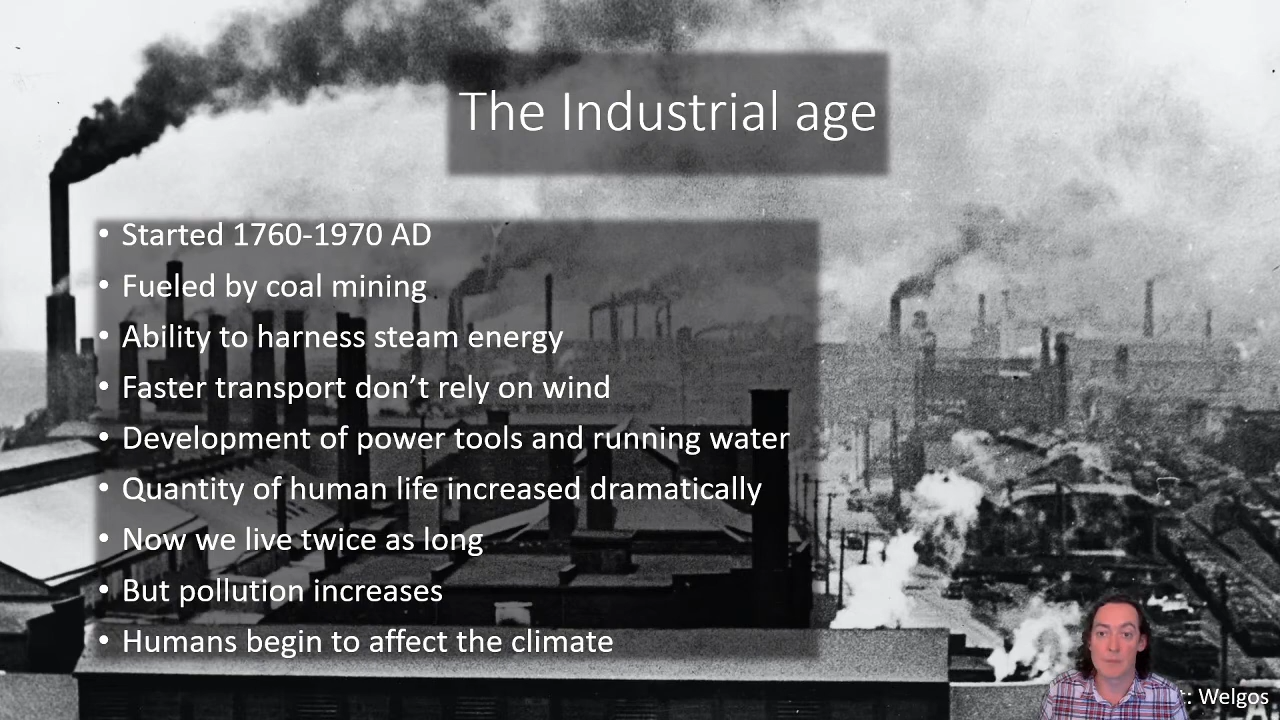 The Industrial age
• Started 1760-1970 AD
• Fueled by coal mining
• Ability to harness steam energy
• Faster transport don't rely on wind
• Development of power tools and running water
• Quantity of human life increased dramatically
• Now we live twice as long
• But pollution increases
• Humans begin to affect the climate
: Welgos